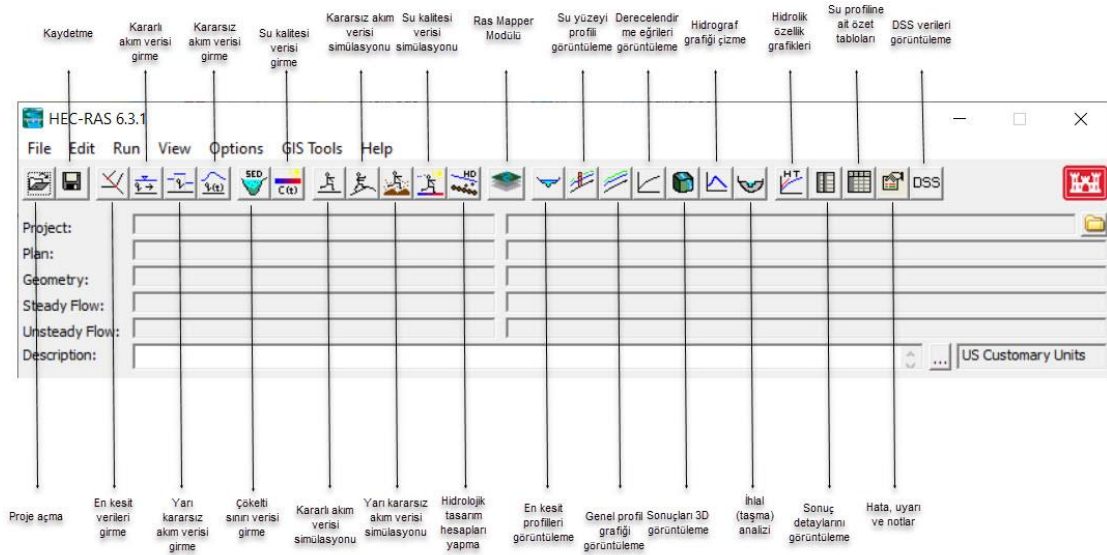 Kaydetme
Kararlı
akım verisi
girme
Kararsız
akım verisi
girme
Su kalitesi
verisi
girme
Kararsız akım
verisi
simülasyonu
Su kalitesi
verisi
simülasyonu
Ras Mapper
Modülü
Su yüzeyi
profili
görüntüleme
Derecelendir
me eğrileri
görüntüleme
Hidrograf
grafiği çizme
Hidrolik
özellik
grafikleri
Su profiline
ait özet
tabloları
DSS verileri
görüntüleme
HEC-RAS 6.3.1
File Edit Run View Options GIS Tools Help
SED
C(t)
HD
HT
DSS
Project:
Plan:
Geometry:
Steady Flow:
Unsteady Flow:
Description:
... US Customary Units
Proje açma
En kesit
verileri
girme
Yarı
kararsız
akım verisi
girme
Çökelti
sınırı verisi
girme
Kararlı akım
verisi
simülasyonu
Yarı kararsız
akım verisi
simülasyonu
Hidrolojik
tasarım
hesapları
yapma
En kesit
profilleri
görüntüleme
Genel profil
grafiği
görüntüleme
Sonuçları 3D
görüntüleme
İhlal
(taşma)
analizi
Sonuç
detaylarını
görüntüleme
Hata, uyarı
ve notlar